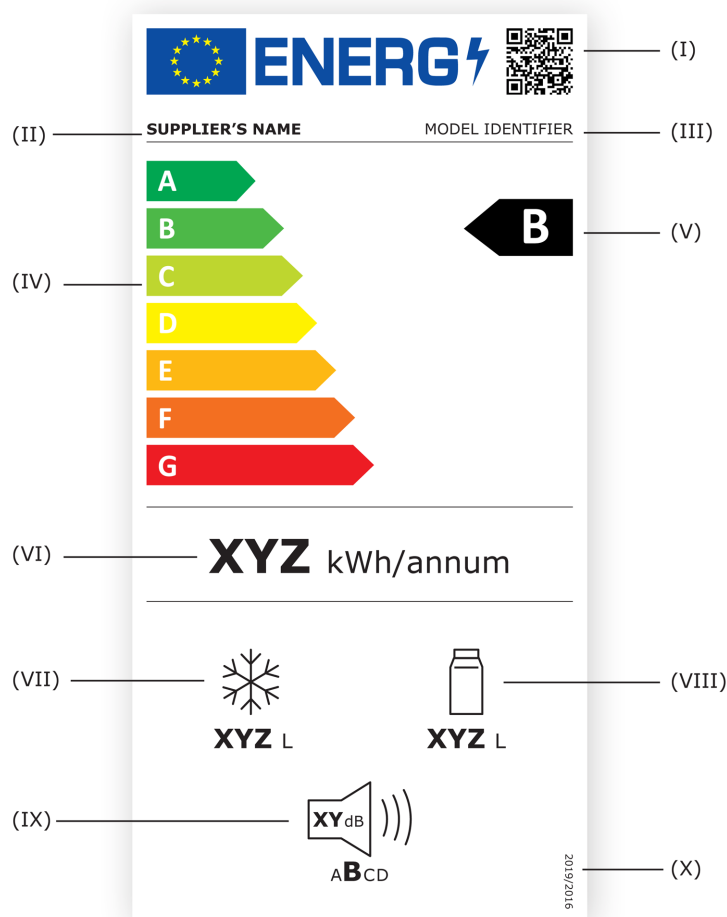 ENERG
(I)
(II)
SUPPLIER'S NAME
MODEL IDENTIFIER
(III)
A
B
B
(V)
(IV)
C
D
E
F
G
(VI)
XYZ kWh/annum
(VII)
(VIII)
XYZ L
XYZ L
(IX)
XY dB
ABCD
2019/2016
(X)